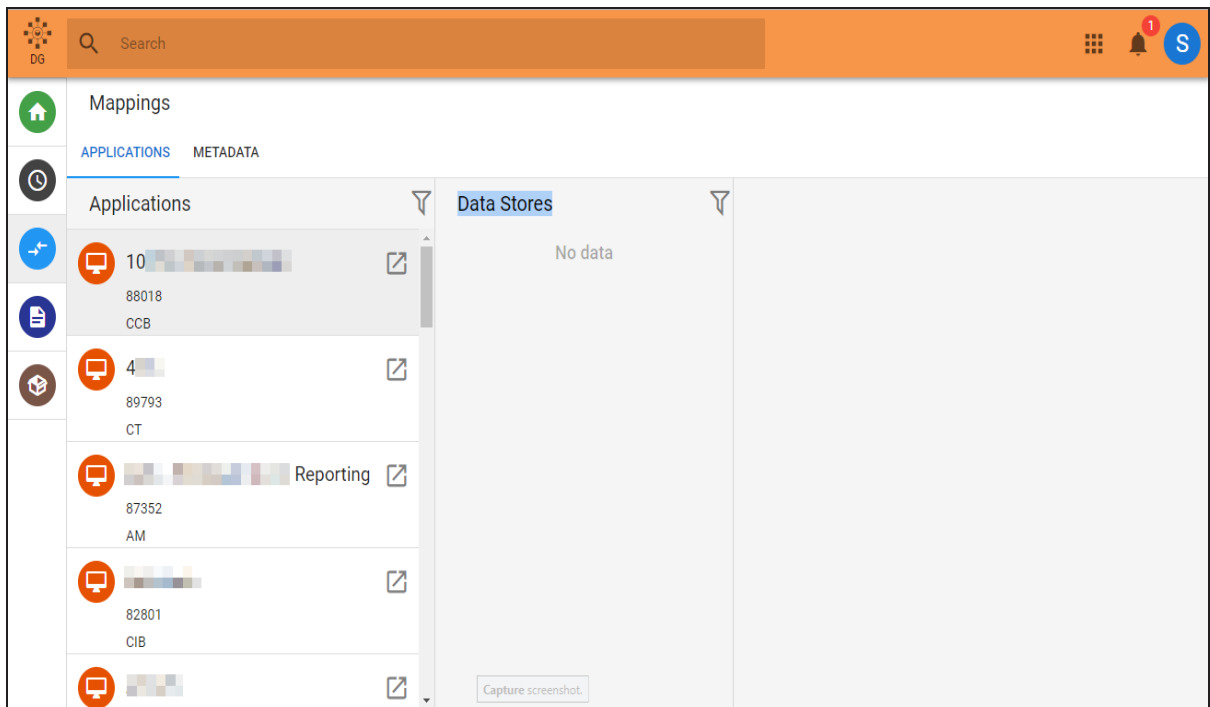 DG
Search
1
S
Mappings
APPLICATIONS METADATA
Applications
Data Stores
10
No data
88018
CCB
4
89793
CT
Reporting
87352
AM
82801
CIB
Capture screenshot.